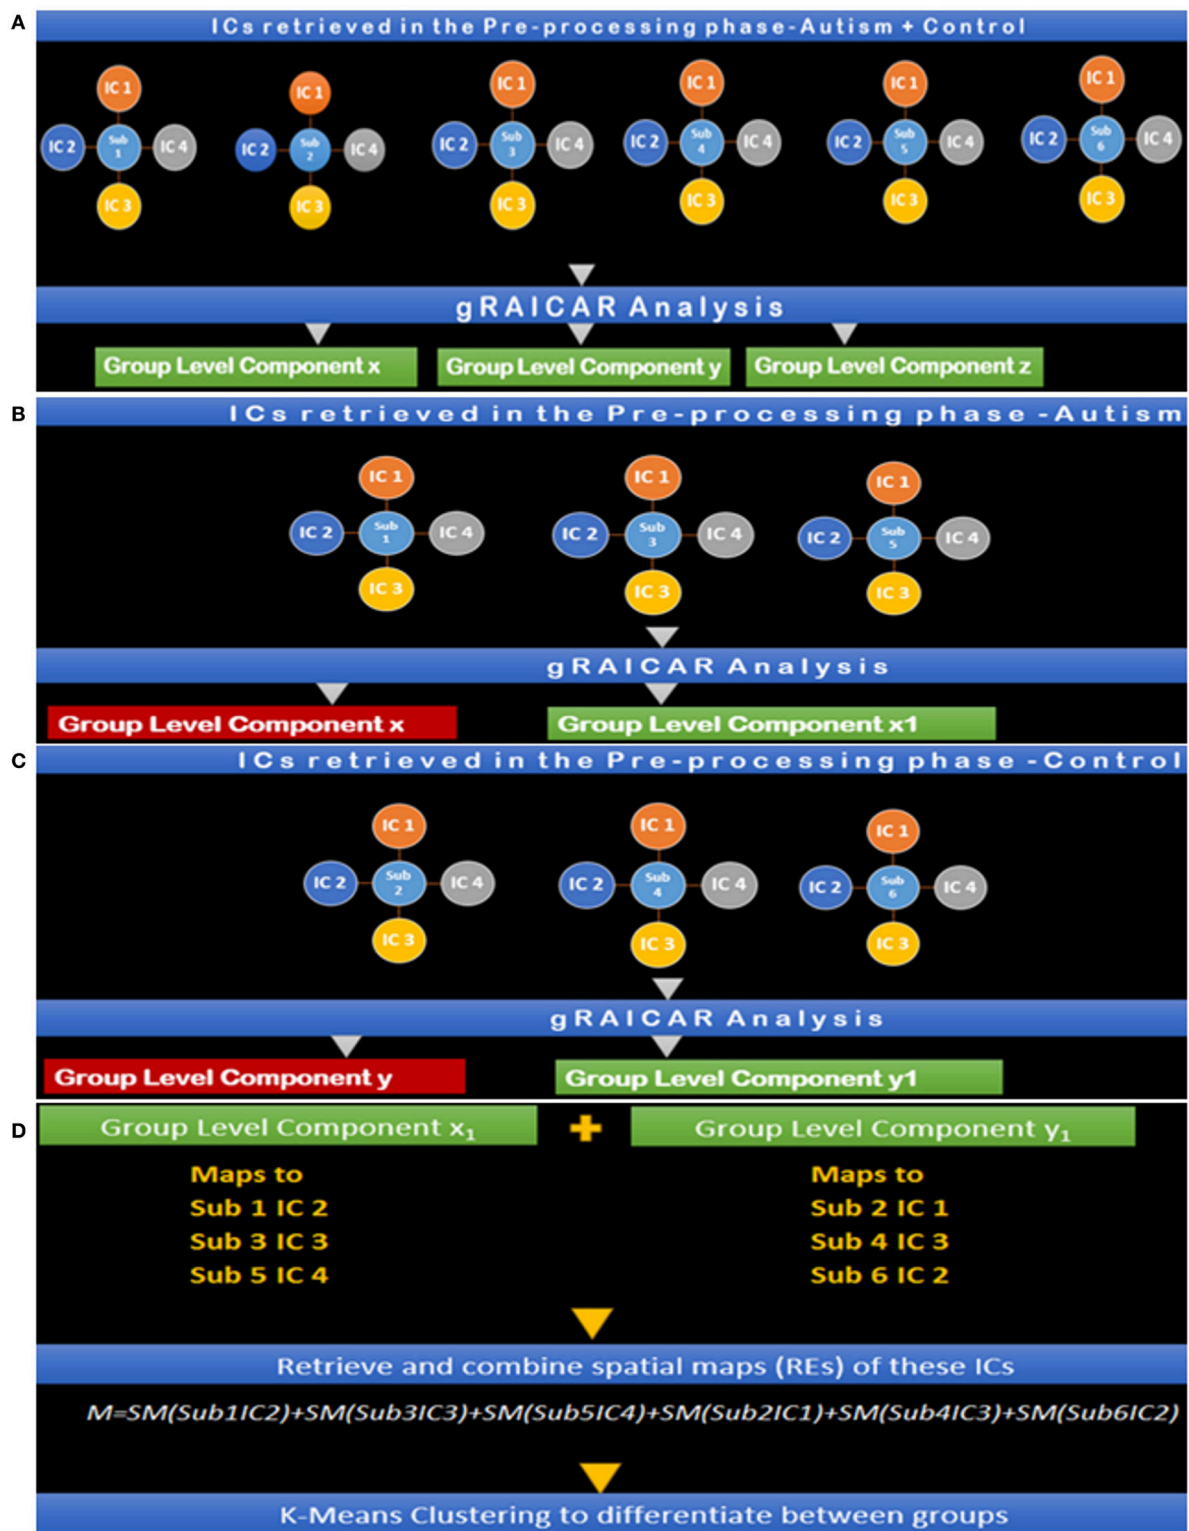 A
ICs retrieved in the Pre-processing phase-Autism + Control
IC 1
IC 2
Sub
1
IC 4
IC 3
IC 1
IC 2
Sub
2
IC 4
IC 3
IC 1
IC 2
Sub
3
IC 4
IC 3
IC 1
IC 2
Sub
4
IC 4
IC 3
IC 1
IC 2
Sub
5
IC 4
IC 3
IC 1
IC 2
Sub
6
IC 4
IC 3
gRAICAR Analysis
Group Level Component x
Group Level Component y
Group Level Component z
B
ICs retrieved in the Pre-processing phase -Autism
IC 1
IC 2
Sub
1
IC 4
IC 3
IC 1
IC 2
Sub
3
IC 4
IC 3
IC 1
IC 2
Sub
5
IC 4
IC 3
gRAICAR Analysis
Group Level Component x
Group Level Component x1
C
ICs retrieved in the Pre-processing phase -Control
IC 1
IC 2
Sub
2
IC 4
IC 3
IC 1
IC 2
Sub
4
IC 4
IC 3
IC 1
IC 2
Sub
6
IC 4
IC 3
gRAICAR Analysis
Group Level Component y
Group Level Component y1
D
Group Level Component x₁
Group Level Component y₁
Maps to
Sub 1 IC 2
Sub 3 IC 3
Sub 5 IC 4
Maps to
Sub 2 IC 1
Sub 4 IC 3
Sub 6 IC 2
Retrieve and combine spatial maps (REs) of these ICs
M=SM(Sub1IC2)+SM(Sub3IC3)+SM(Sub5IC4)+SM(Sub2IC1)+SM(Sub4IC3)+SM(Sub6IC2)
K-Means Clustering to differentiate between groups